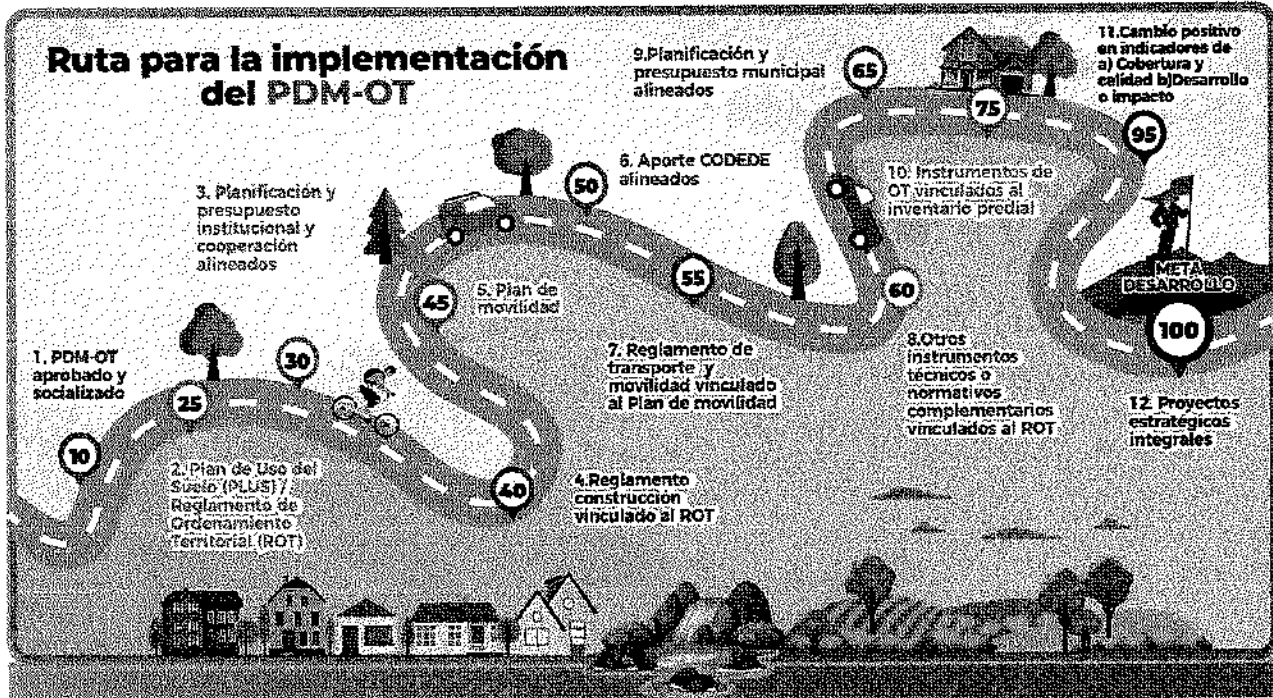 Ruta para la implementación
del PDM-OT
1. PDM-OT
aprobado y
socializado
10
25
2. Plan de Uso del
Suelo (PLUS) /
Reglamento de
Ordenamiento
Territorial (ROT)
30
3. Planificación y
presupuesto
institucional y
cooperación
alineados
40
4.Reglamento
construcción
vinculado al ROT
45
5. Plan de
movilidad
50
6. Aporte CODEDE
alineados
55
7. Reglamento de
transporte y
movilidad vinculado
al Plan de movilidad
60
8.Otros
instrumentos
técnicos o
normativos
complementarios
vinculados al ROT
9.Planificación y
presupuesto municipal
alineados
65
75
10. Instrumentos de
OT vinculados al
inventario predial
11.Cambio positivo
en indicadores de
a) Cobertura y
calidad b)Desarrollo
o impacto
95
META
DESARROLLO
100
12. Proyectos
estratégicos
integrales